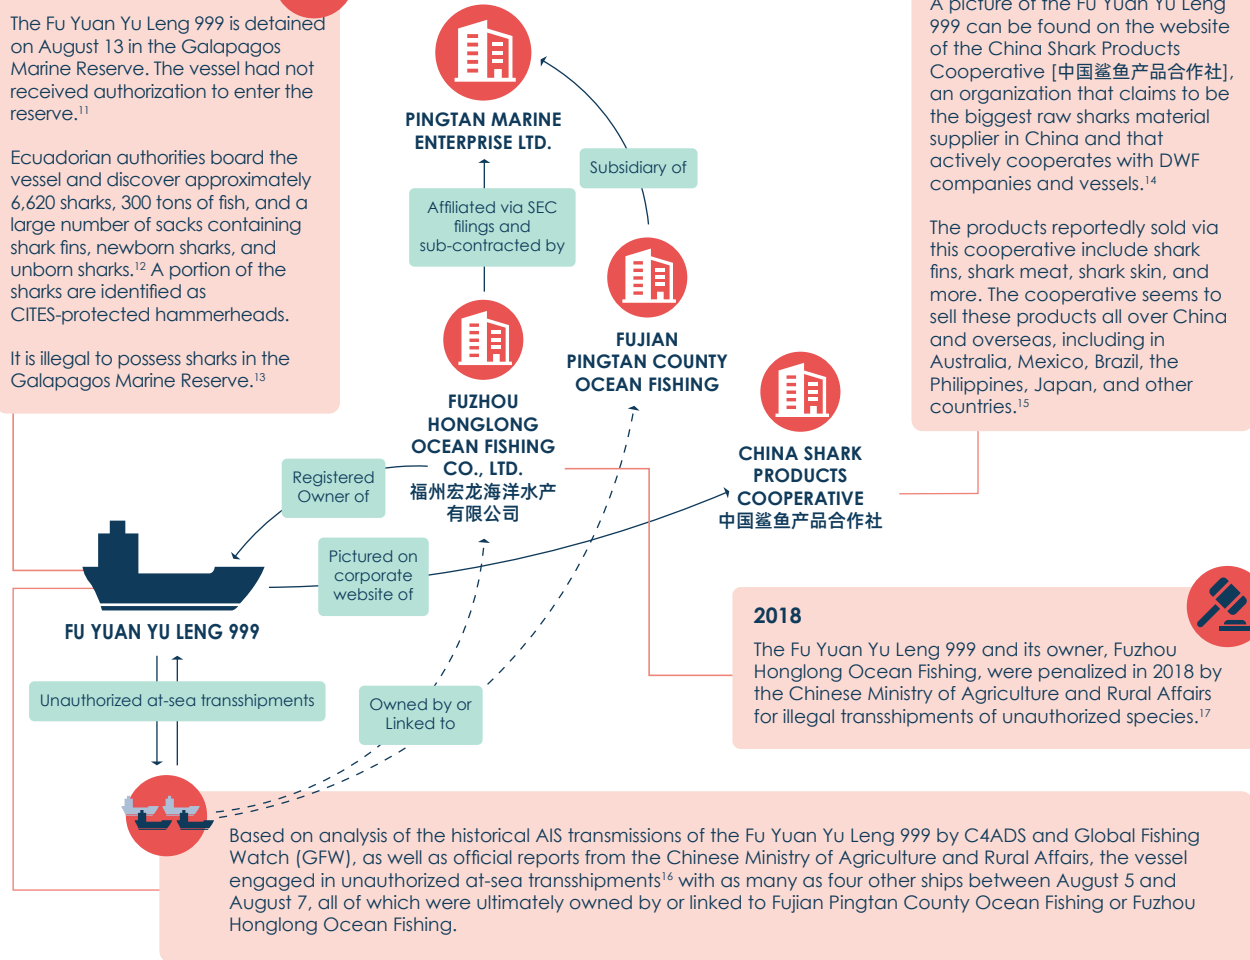 The Fu Yuan Yu Leng 999 is detained
on August 13 in the Galapagos
Marine Reserve. The vessel had not
received authorization to enter the
reserve.11
Ecuadorian authorities board the
vessel and discover approximately
6,620 sharks, 300 tons of fish, and a
large number of sacks containing
shark fins, newborn sharks, and
unborn sharks.12 A portion of the
sharks are identified as
CITES-protected hammerheads.
It is illegal to possess sharks in the
Galapagos Marine Reserve.13
PINGTAN MARINE
ENTERPRISE LTD.
Subsidiary of
Affiliated via SEC
filings and
sub-contracted by
FUJIAN
PINGTAN COUNTY
OCEAN FISHING
FUZHOU
HONGLONG
OCEAN FISHING
CO., LTD.
福州宏龙海洋水产
有限公司
A picture of the Fu Yuan Yu Leng
999 can be found on the website
of the China Shark Products
Cooperative [中国鲨鱼产品合作社],
an organization that claims to be
the biggest raw sharks material
supplier in China and that
actively cooperates with DWF
companies and vessels.14
The products reportedly sold via
this cooperative include shark
fins, shark meat, shark skin, and
more. The cooperative seems to
sell these products all over China
and overseas, including in
Australia, Mexico, Brazil, the
Philippines, Japan, and other
countries.15
CHINA SHARK
PRODUCTS
COOPERATIVE
中国鲨鱼产品合作社
Registered
Owner of
Pictured on
corporate
website of
FU YUAN YU LENG 999
Unauthorized at-sea transshipments
Owned by or
Linked to
2018
The Fu Yuan Yu Leng 999 and its owner, Fuzhou
Honglong Ocean Fishing, were penalized in 2018 by
the Chinese Ministry of Agriculture and Rural Affairs
for illegal transshipments of unauthorized species.17
Based on analysis of the historical AIS transmissions of the Fu Yuan Yu Leng 999 by C4ADS and Global Fishing
Watch (GFW), as well as official reports from the Chinese Ministry of Agriculture and Rural Affairs, the vessel
engaged in unauthorized at-sea transshipments16 with as many as four other ships between August 5 and
August 7, all of which were ultimately owned by or linked to Fujian Pingtan County Ocean Fishing or Fuzhou
Honglong Ocean Fishing.